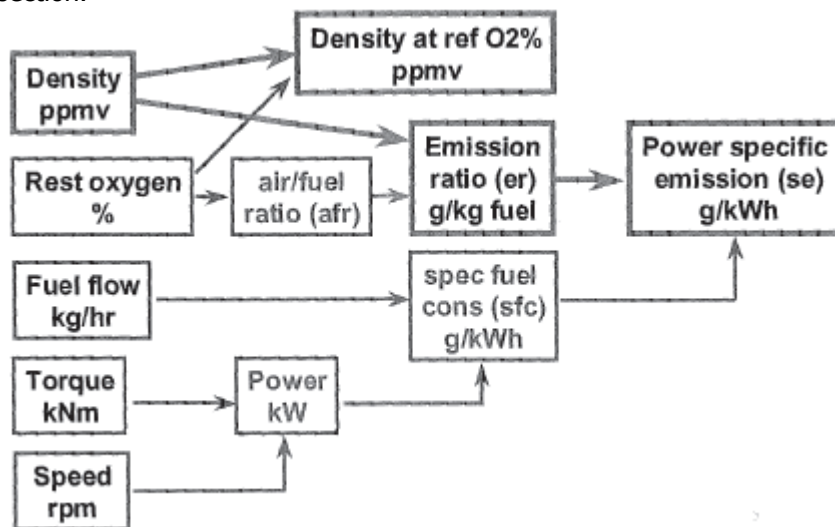 Density at ref O2%
ppmv
Density
ppmv
Rest oxygen
%
air/fuel
ratio (afr)
Emission
ratio (er)
g/kg fuel
Power specific
emission (se)
g/kWh
Fuel flow
kg/hr
spec fuel
cons (sfc)
g/kWh
Torque
kNm
Power
kW
Speed
rpm